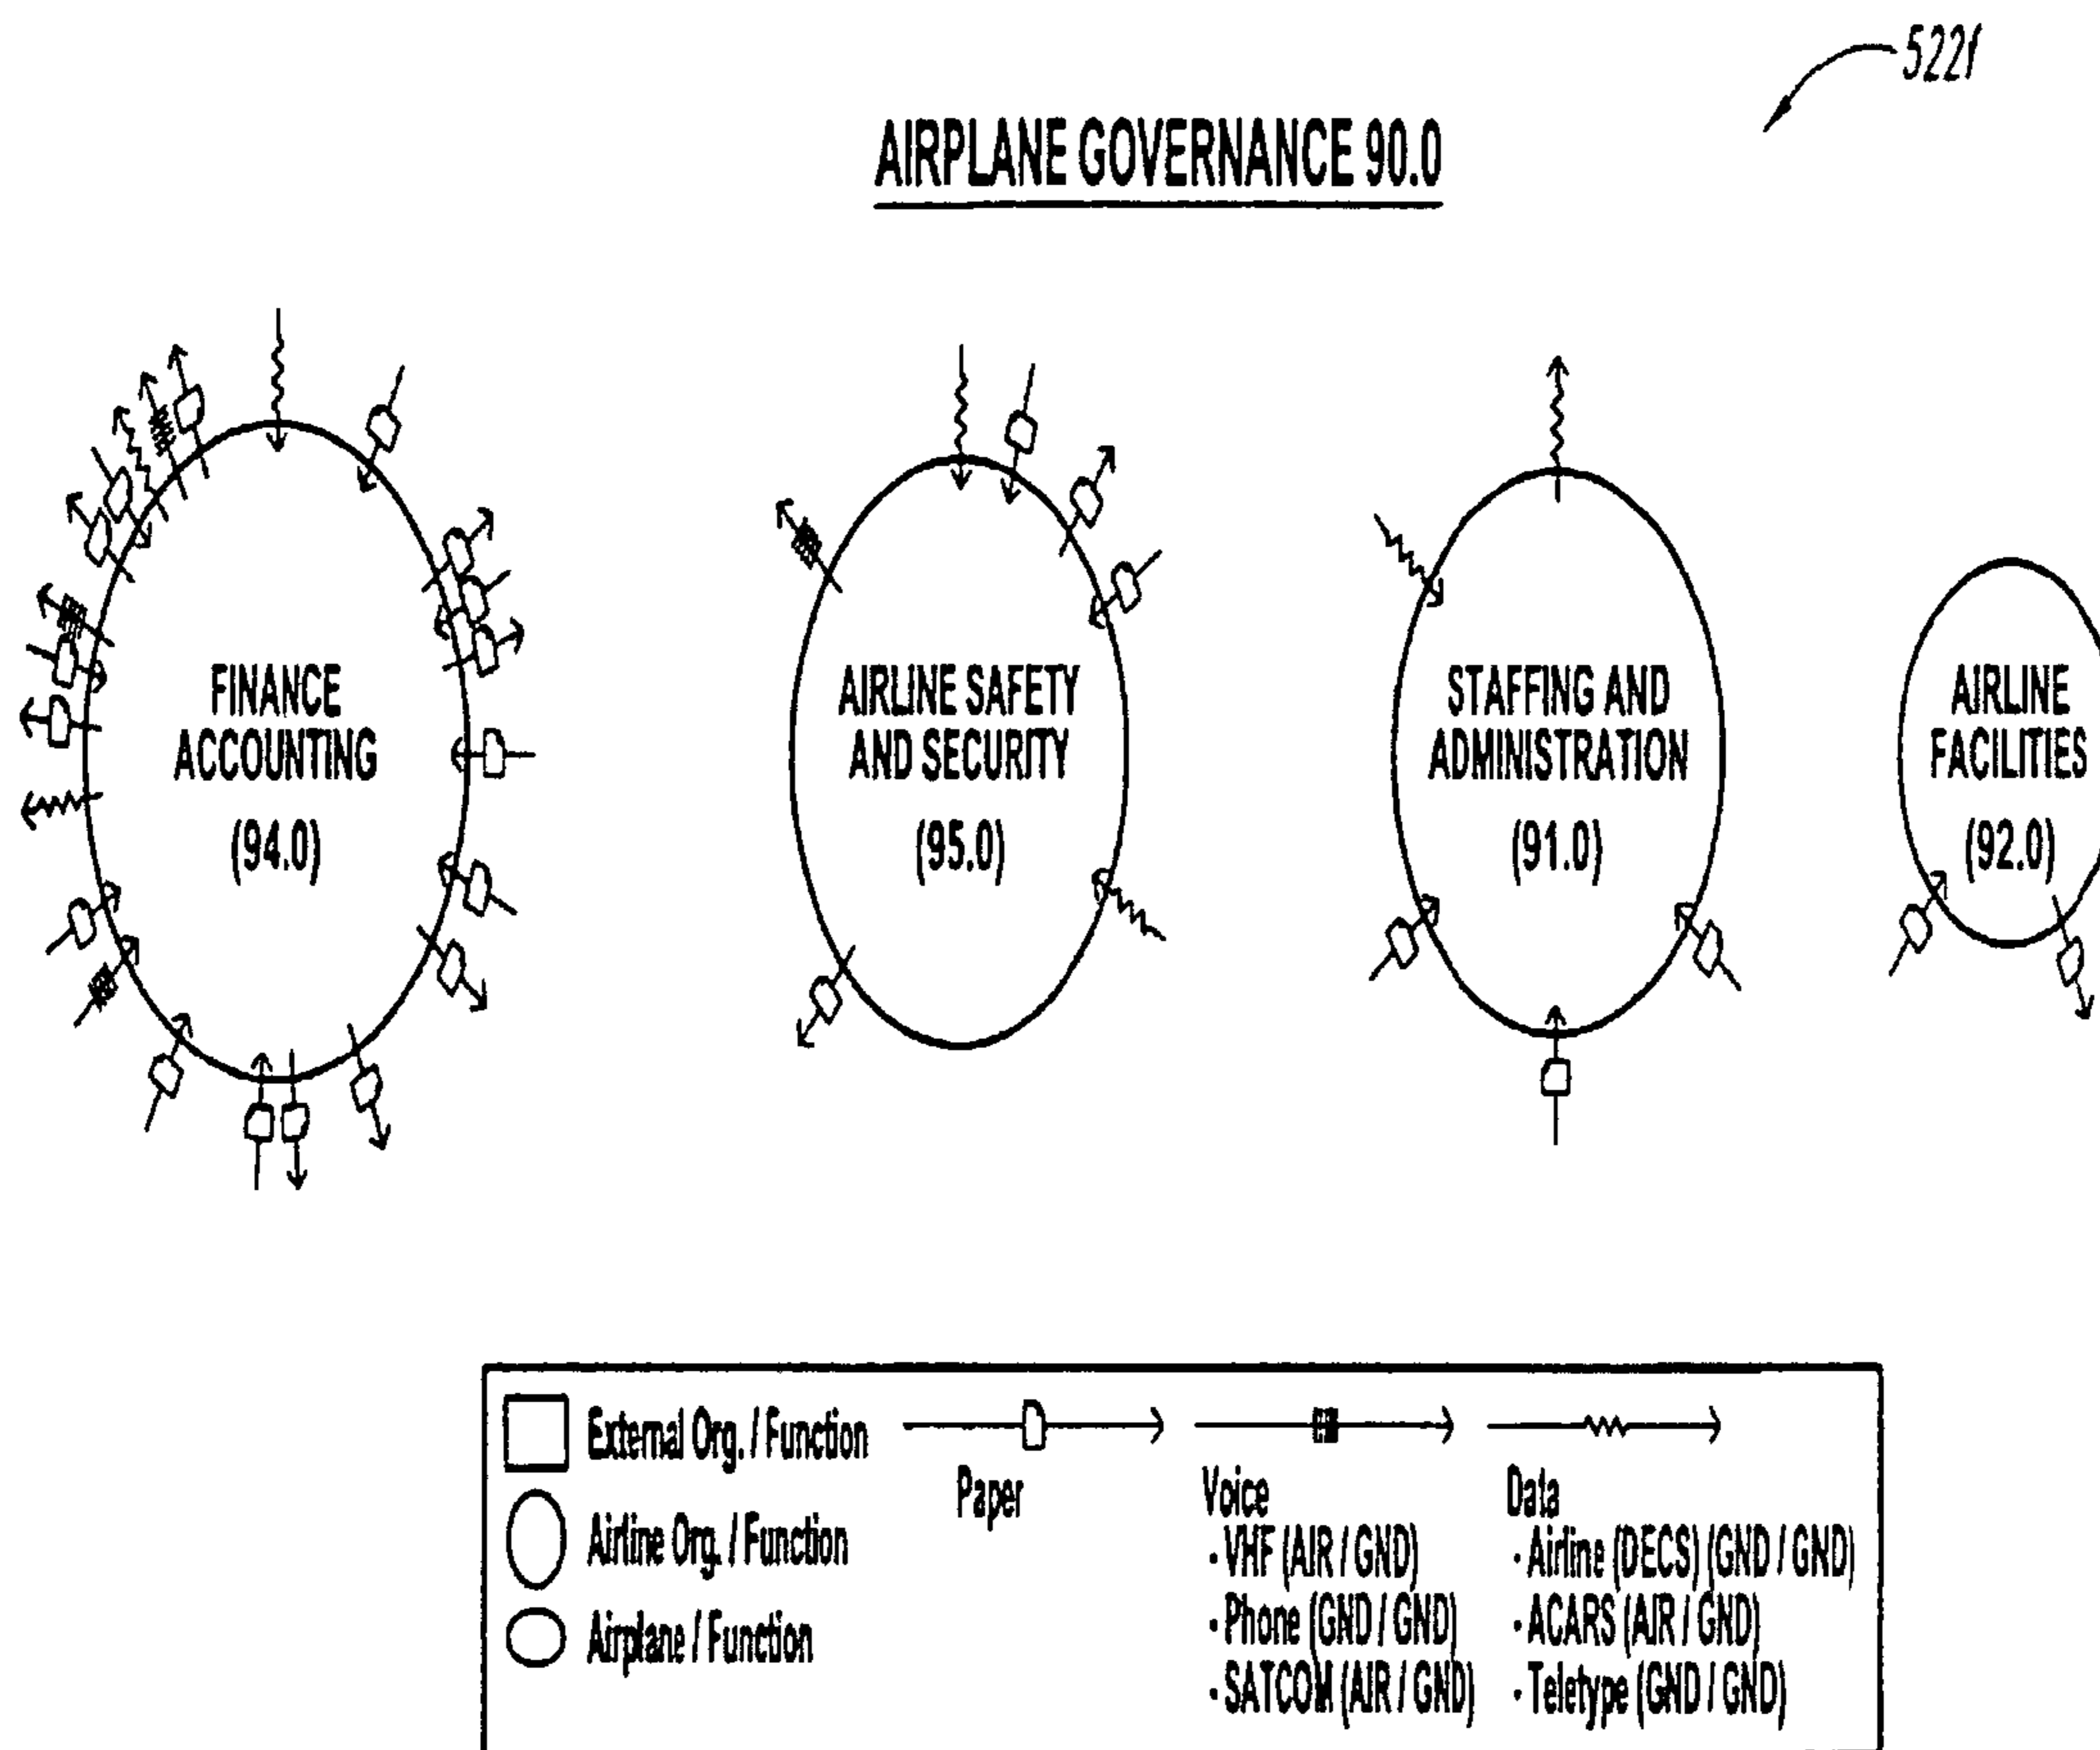 522f
AIRPLANE GOVERNANCE 90.0
FINANCE
ACCOUNTING
(94.0)
AIRLINE SAFETY
AND SECURITY
(95.0)
STAFFING AND
ADMINISTRATION
(91.0)
AIRLINE
FACILITIES
(92.0)
External Org. / Function
Airline Org. / Function
Airplane / Function
Paper
Voice
- VHF (AIR / GND)
- Phone (GND / GND)
- SATCOM (AIR / GND)
Data
- Airline (DECS) (GND / GND)
- ACARS (AIR / GND)
- Teletype (GND / GND)